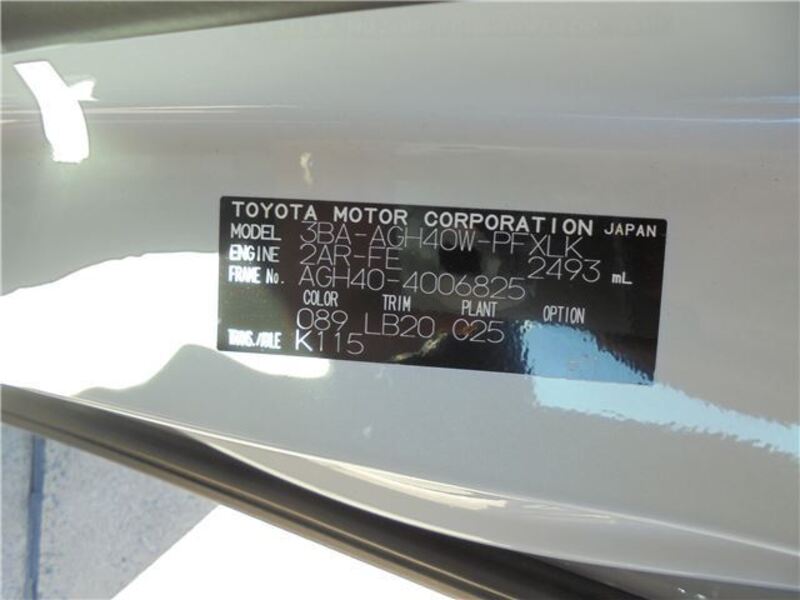 TOYOTA MOTOR CORPORATION JAPAN
MODEL 3BA-AGH40W-PFXLK
ENGINE 2AR-FE 2493 mL
FRAME No. AGH40-4006825
COLOR TRIM PLANT OPTION
089 LB20 C25
TRANS./AXLE K115